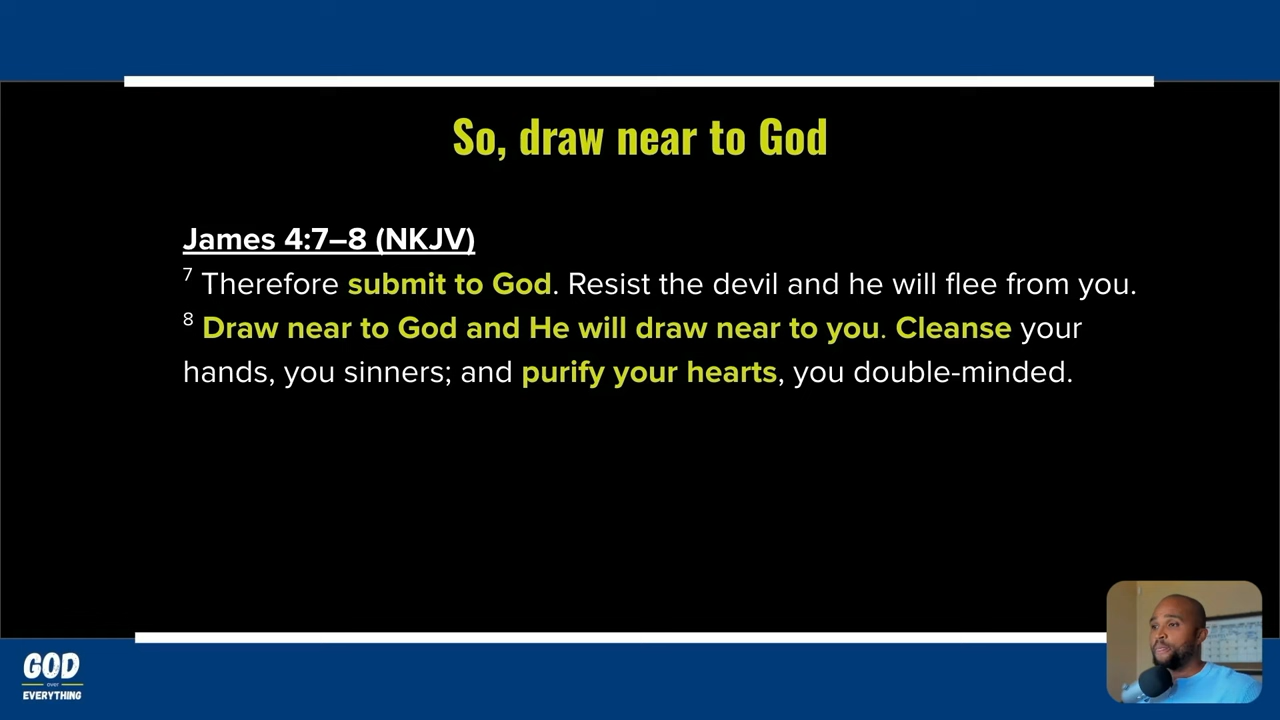 So, draw near to God
James 4:7–8 (NKJV)
7 Therefore submit to God. Resist the devil and he will flee from you.
8 Draw near to God and He will draw near to you. Cleanse your
hands, you sinners; and purify your hearts, you double-minded.
GOD
OVER
EVERYTHING